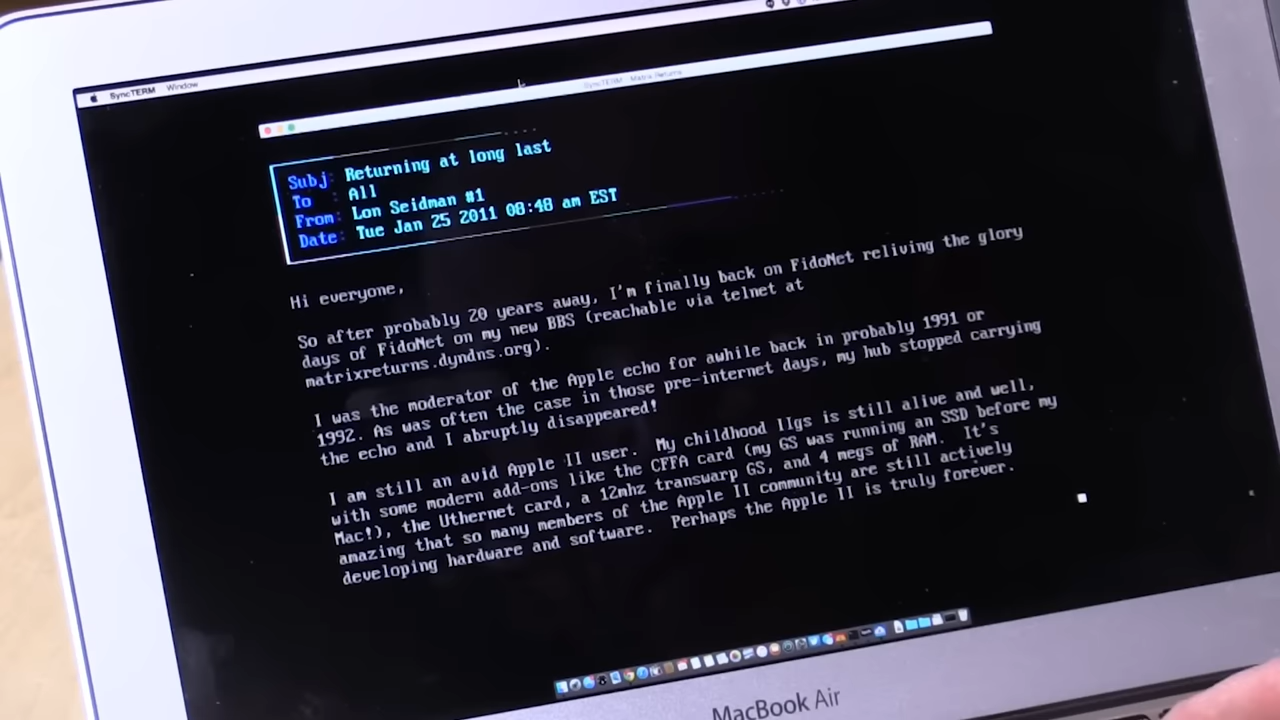 SyncTERM Window
SyncTERM - Matrix Returns
Subj: Returning at long last
To : All
From: Lon Seidman #1
Date: Tue Jan 25 2011 08:48 am EST
Hi everyone,
So after probably 20 years away, I'm finally back on FidoNet reliving the glory
days of FidoNet on my new BBS (reachable via telnet at
matrixreturns.dyndns.org).
I was the moderator of the Apple echo for awhile back in probably 1991 or
1992. As was often the case in those pre-internet days, my hub stopped carrying
the echo and I abruptly disappeared!
I am still an avid Apple II user. My childhood IIgs is still alive and well,
with some modern add-ons like the CFFA card (my GS was running an SSD before my
Mac!), the Uthernet card, a 12mhz transwarp GS, and 4 megs of RAM. It's
amazing that so many members of the Apple II community are still actively
developing hardware and software. Perhaps the Apple II is truly forever.
MacBook Air